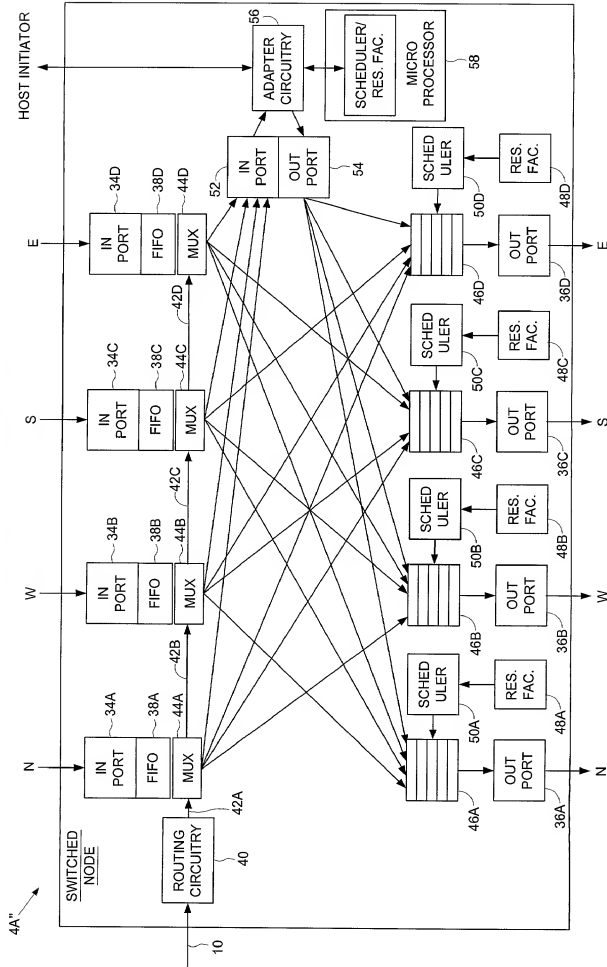 4A"
SWITCHED
NODE
HOST INITIATOR
N
W
S
E
IN
PORT
34A
FIFO
38A
MUX
44A
IN
PORT
34B
FIFO
38B
MUX
44B
IN
PORT
34C
FIFO
38C
MUX
44C
IN
PORT
34D
FIFO
38D
MUX
44D
10
ROUTING
CIRCUITRY
40
42A
42B
42C
42D
52
IN
PORT
OUT
PORT
54
56
ADAPTER
CIRCUITRY
SCHEDULER/
RES. FAC.
MICRO
PROCESSOR
58
46A
SCHED
ULER
50A
46B
SCHED
ULER
50B
46C
SCHED
ULER
50C
46D
SCHED
ULER
50D
OUT
PORT
36A
RES.
FAC.
48A
OUT
PORT
36B
RES.
FAC.
48B
OUT
PORT
36C
RES.
FAC.
48C
OUT
PORT
36D
RES.
FAC.
48D
N
W
S
E